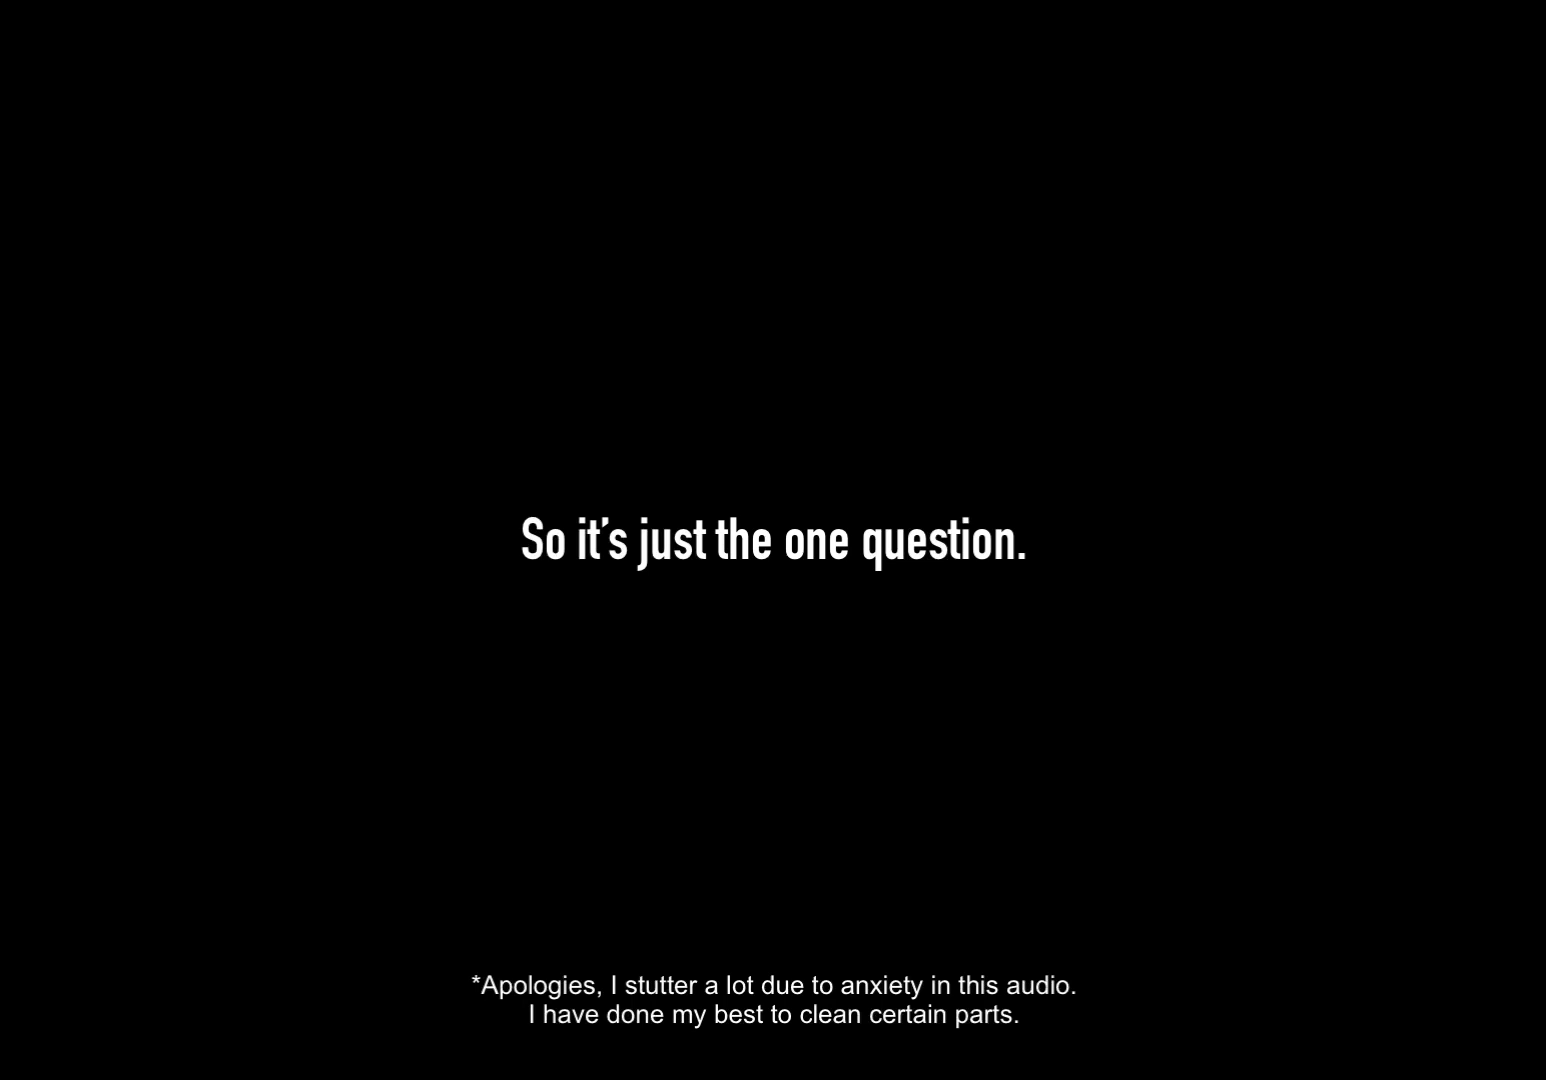 So it’s just the one question.
*Apologies, I stutter a lot due to anxiety in this audio.
I have done my best to clean certain parts.